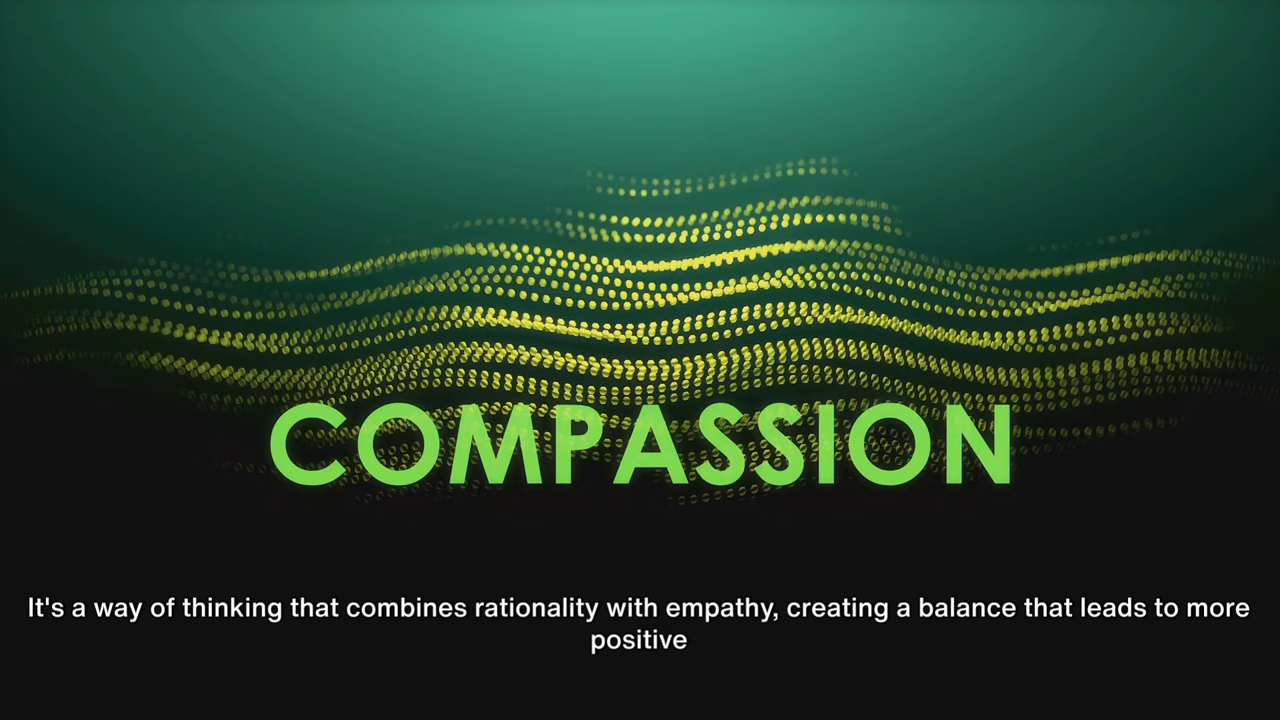 COMPASSION
It's a way of thinking that combines rationality with empathy, creating a balance that leads to more
positive